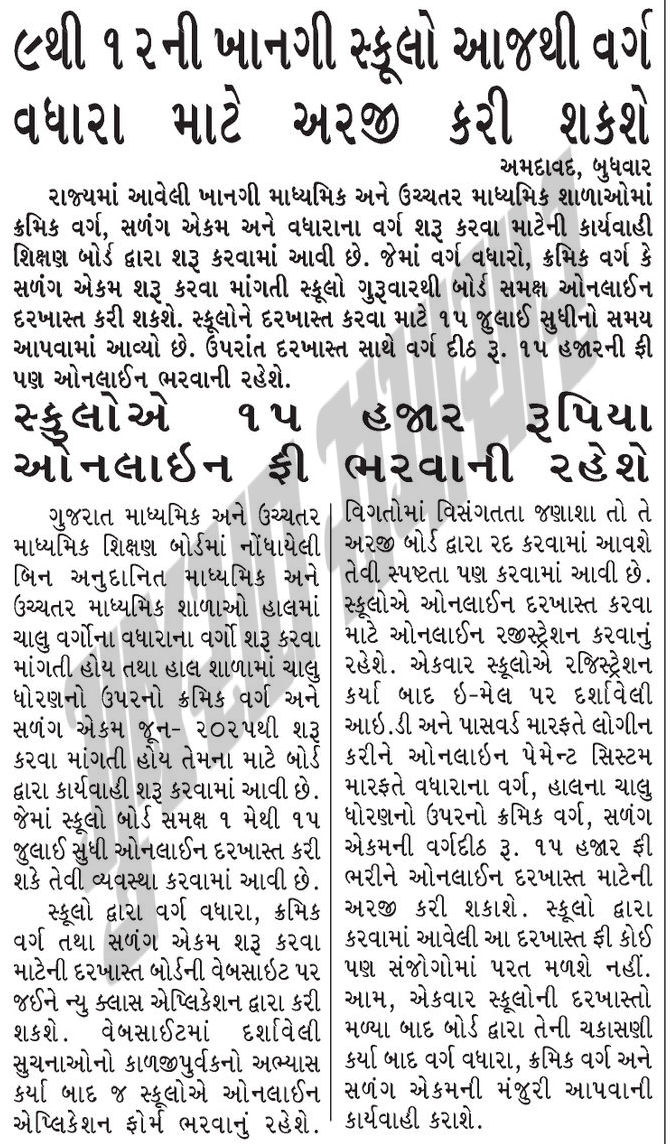 ૯થી ૧૨ની ખાનગી સ્કૂલો આજથી વર્ગ
વધારા માટે અરજી કરી શકશે
અમદાવાદ, બુધવાર
રાજ્યમાં આવેલી ખાનગી માધ્યમિક અને ઉચ્ચતર માધ્યમિક શાળાઓમાં
ક્રમિક વર્ગ, સળંગ એકમ અને વધારાના વર્ગ શરૂ કરવા માટેની કાર્યવાહી
શિક્ષણ બોર્ડ દ્વારા શરૂ કરવામાં આવી છે. જેમાં વર્ગ વધારો, ક્રમિક વર્ગ કે
સળંગ એકમ શરૂ કરવા માંગતી સ્કૂલો ગુરૂવારથી બોર્ડ સમક્ષ ઓનલાઈન
દરખાસ્ત કરી શકશે. સ્કૂલોને દરખાસ્ત કરવા માટે ૧૫ જુલાઈ સુધીનો સમય
આપવામાં આવ્યો છે. ઉપરાંત દરખાસ્ત સાથે વર્ગ દીઠ રૂ. ૧૫ હજારની ફી
પણ ઓનલાઈન ભરવાની રહેશે.
સ્કુલોએ ૧૫ હજાર રૂપિયા
ઓનલાઇન ફી ભરવાની રહેશે
ગુજરાત માધ્યમિક અને ઉચ્ચતર
માધ્યમિક શિક્ષણ બોર્ડમાં નોંધાયેલી
બિન અનુદાનિત માધ્યમિક અને
ઉચ્ચતર માધ્યમિક શાળાઓ હાલમાં
ચાલુ વર્ગોના વધારાના વર્ગો શરૂ કરવા
માંગતી હોય તથા હાલ શાળામાં ચાલુ
ધોરણનો ઉપરનો ક્રમિક વર્ગ અને
સળંગ એકમ જૂન- ૨૦૨૫થી શરૂ
કરવા માંગતી હોય તેમના માટે બોર્ડ
દ્વારા કાર્યવાહી શરૂ કરવામાં આવી છે.
જેમાં સ્કૂલો બોર્ડ સમક્ષ ૧ મેથી ૧૫
જુલાઈ સુધી ઓનલાઈન દરખાસ્ત કરી
શકે તેવી વ્યવસ્થા કરવામાં આવી છે.
સ્કૂલો દ્વારા વર્ગ વધારા, ક્રમિક
વર્ગ તથા સળંગ એકમ શરૂ કરવા
માટેની દરખાસ્ત બોર્ડની વેબસાઈટ પર
જઈને ન્યુ ક્લાસ એપ્લિકેશન દ્વારા કરી
શકશે. વેબસાઈટમાં દર્શાવેલી
સુચનાઓનો કાળજીપુર્વકનો અભ્યાસ
કર્યા બાદ જ સ્કૂલોએ ઓનલાઈન
એપ્લિકેશન ફોર્મ ભરવાનું રહેશે.
વિગતોમાં વિસંગતતા જણાશા તો તે
અરજી બોર્ડ દ્વારા રદ કરવામાં આવશે
તેવી સ્પષ્ટતા પણ કરવામાં આવી છે.
સ્કૂલોએ ઓનલાઈન દરખાસ્ત કરવા
માટે ઓનલાઈન રજીસ્ટ્રેશન કરવાનું
રહેશે. એકવાર સ્કૂલોએ રજિસ્ટ્રેશન
કર્યા બાદ ઇ-મેલ પર દર્શાવેલી
આઇ.ડી અને પાસવર્ડ મારફતે લોગીન
કરીને ઓનલાઇન પેમેન્ટ સિસ્ટમ
મારફતે વધારાના વર્ગ, હાલના ચાલુ
ધોરણનો ઉપરનો ક્રમિક વર્ગ, સળંગ
એકમની વર્ગદીઠ રૂ. ૧૫ હજાર ફી
ભરીને ઓનલાઈન દરખાસ્ત માટેની
અરજી કરી શકાશે. સ્કૂલો દ્વારા
કરવામાં આવેલી આ દરખાસ્ત ફી કોઈ
પણ સંજોગોમાં પરત મળશે નહીં.
આમ, એકવાર સ્કૂલોની દરખાસ્તો
મળ્યા બાદ બોર્ડ દ્વારા તેની ચકાસણી
કર્યા બાદ વર્ગ વધારા, ક્રમિક વર્ગ અને
સળંગ એકમની મંજુરી આપવાની
કાર્યવાહી કરાશે.